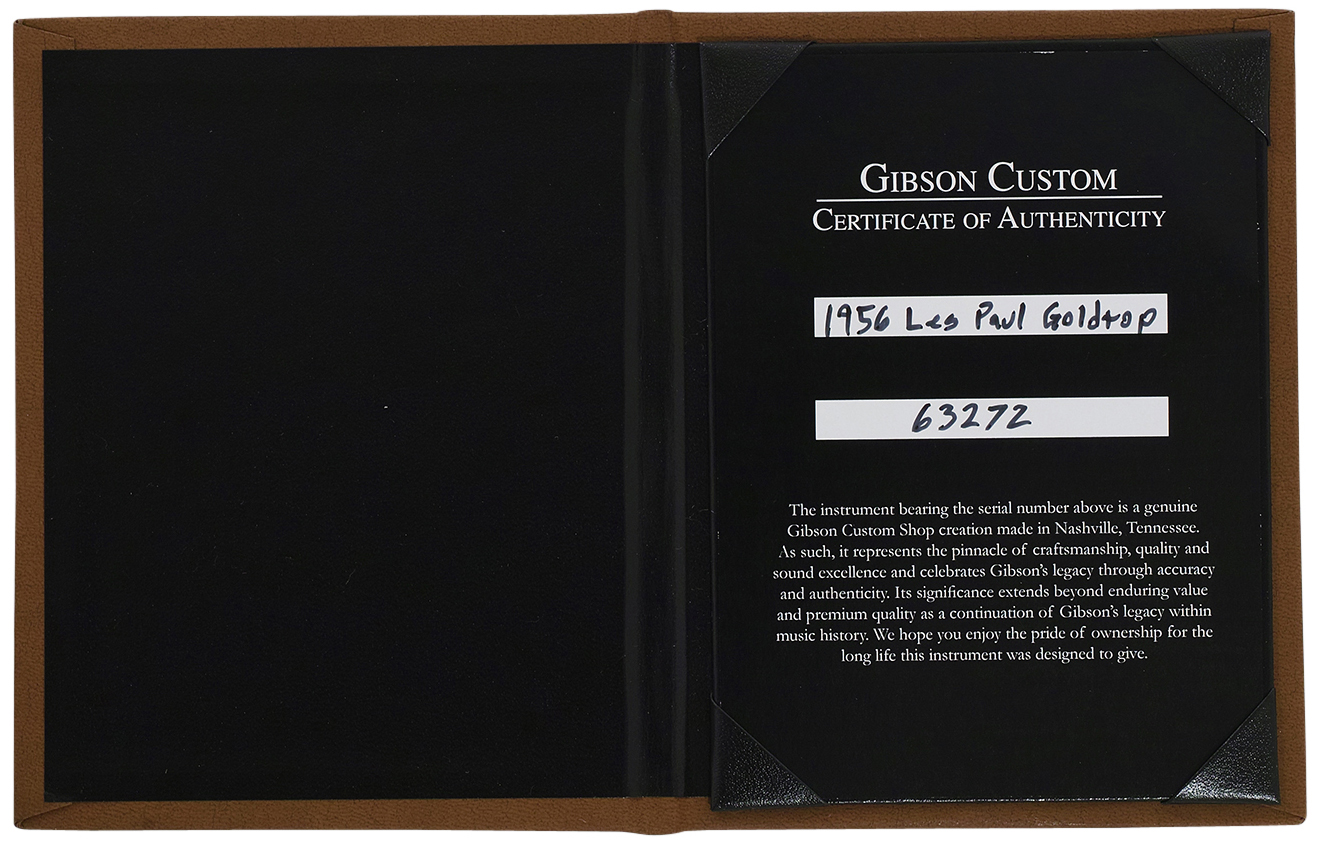 GIBSON CUSTOM
CERTIFICATE OF AUTHENTICITY
1956 Les Paul Goldtop
63272
The instrument bearing the serial number above is a genuine
Gibson Custom Shop creation made in Nashville, Tennessee.
As such, it represents the pinnacle of craftsmanship, quality and
sound excellence and celebrates Gibson's legacy through accuracy
and authenticity. Its significance extends beyond enduring value
and premium quality as a continuation of Gibson's legacy within
music history. We hope you enjoy the pride of ownership for the
long life this instrument was designed to give.